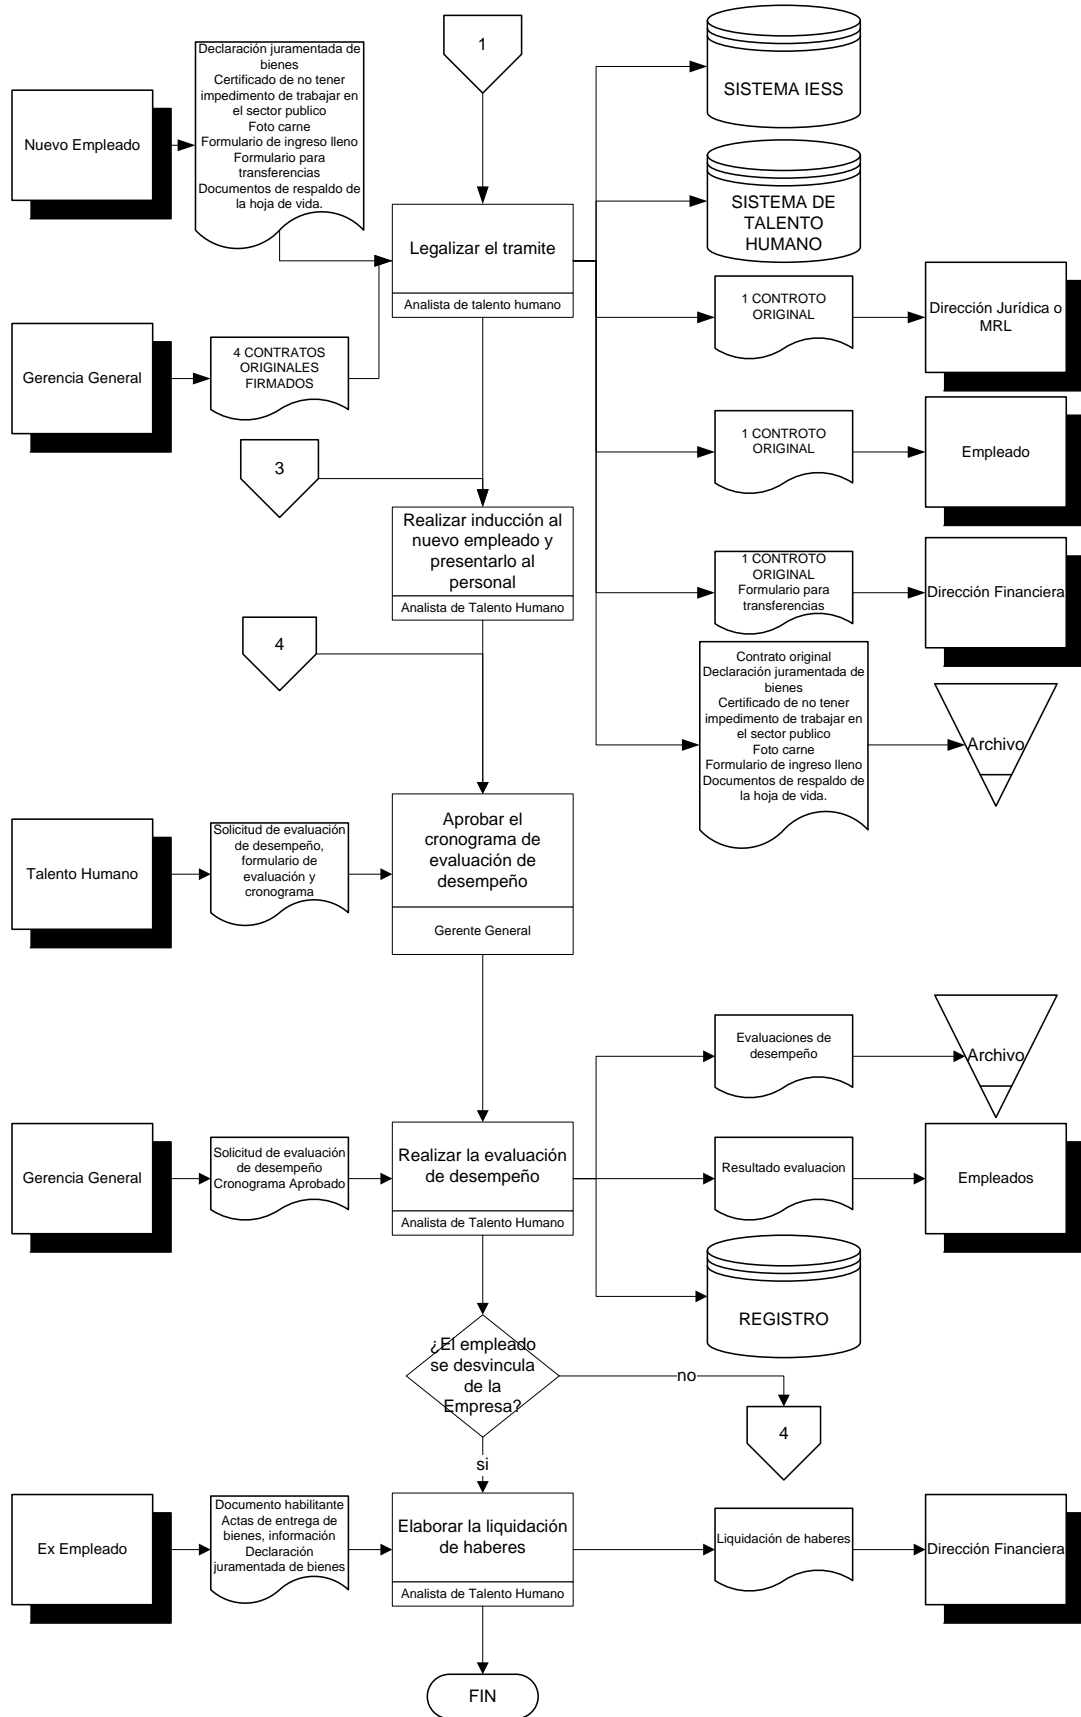 1
SISTEMA IESS
Declaración juramentada de
bienes
Certificado de no tener
impedimento de trabajar en
el sector publico
Foto carne
Formulario de ingreso lleno
Formulario para
transferencias
Documentos de respaldo de
la hoja de vida.
Nuevo Empleado
SISTEMA DE
TALENTO
HUMANO
Legalizar el tramite
Analista de talento humano
1 CONTROTO
ORIGINAL
Dirección Jurídica o
MRL
Gerencia General
4 CONTRATOS
ORIGINALES
FIRMADOS
1 CONTROTO
ORIGINAL
Empleado
3
Realizar inducción al
nuevo empleado y
presentarlo al
personal
Analista de Talento Humano
1 CONTROTO
ORIGINAL
Formulario para
transferencias
Dirección Financiera
4
Contrato original
Declaración juramentada de
bienes
Certificado de no tener
impedimento de trabajar en
el sector publico
Foto carne
Formulario de ingreso lleno
Documentos de respaldo de
la hoja de vida.
Archivo
Talento Humano
Solicitud de evaluación
de desempeño,
formulario de
evaluación y
cronograma
Aprobar el
cronograma de
evaluación de
desempeño
Gerente General
Evaluaciones de
desempeño
Archivo
Gerencia General
Solicitud de evaluación
de desempeño
Cronograma Aprobado
Realizar la evaluación
de desempeño
Analista de Talento Humano
Resultado evaluacion
Empleados
REGISTRO
¿El empleado
se desvincula
de la
Empresa?
no
4
si
Ex Empleado
Documento habilitante
Actas de entrega de
bienes, información
Declaración
juramentada de bienes
Elaborar la liquidación
de haberes
Analista de Talento Humano
Liquidación de haberes
Dirección Financiera
FIN